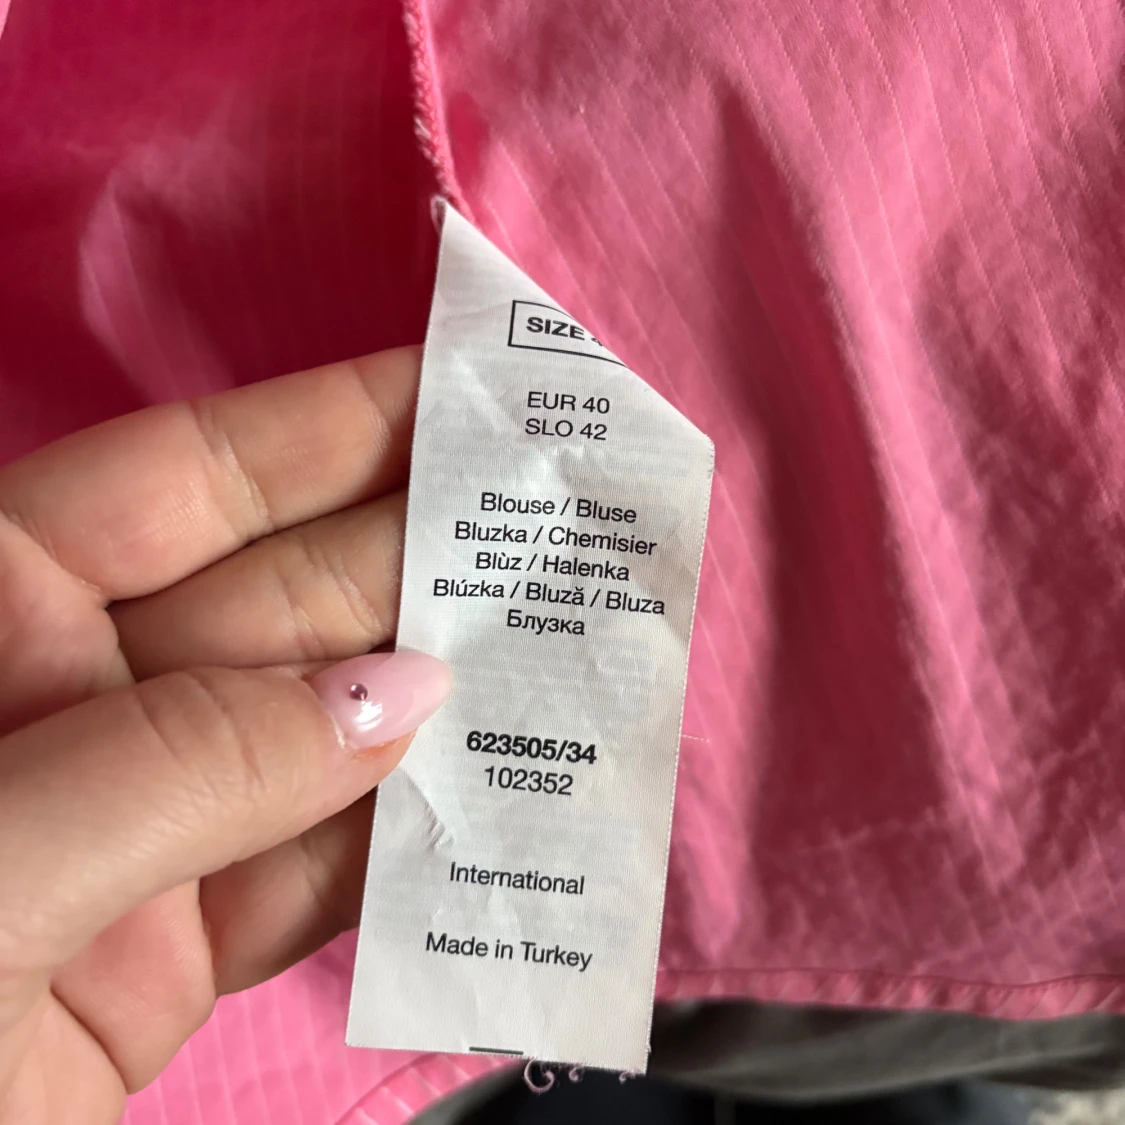 SIZE
EUR 40
SLO 42
Blouse / Bluse
Bluzka / Chemisier
Blùz / Halenka
Blúzka / Bluză / Bluza
Блузка
623505/34
102352
International
Made in Turkey